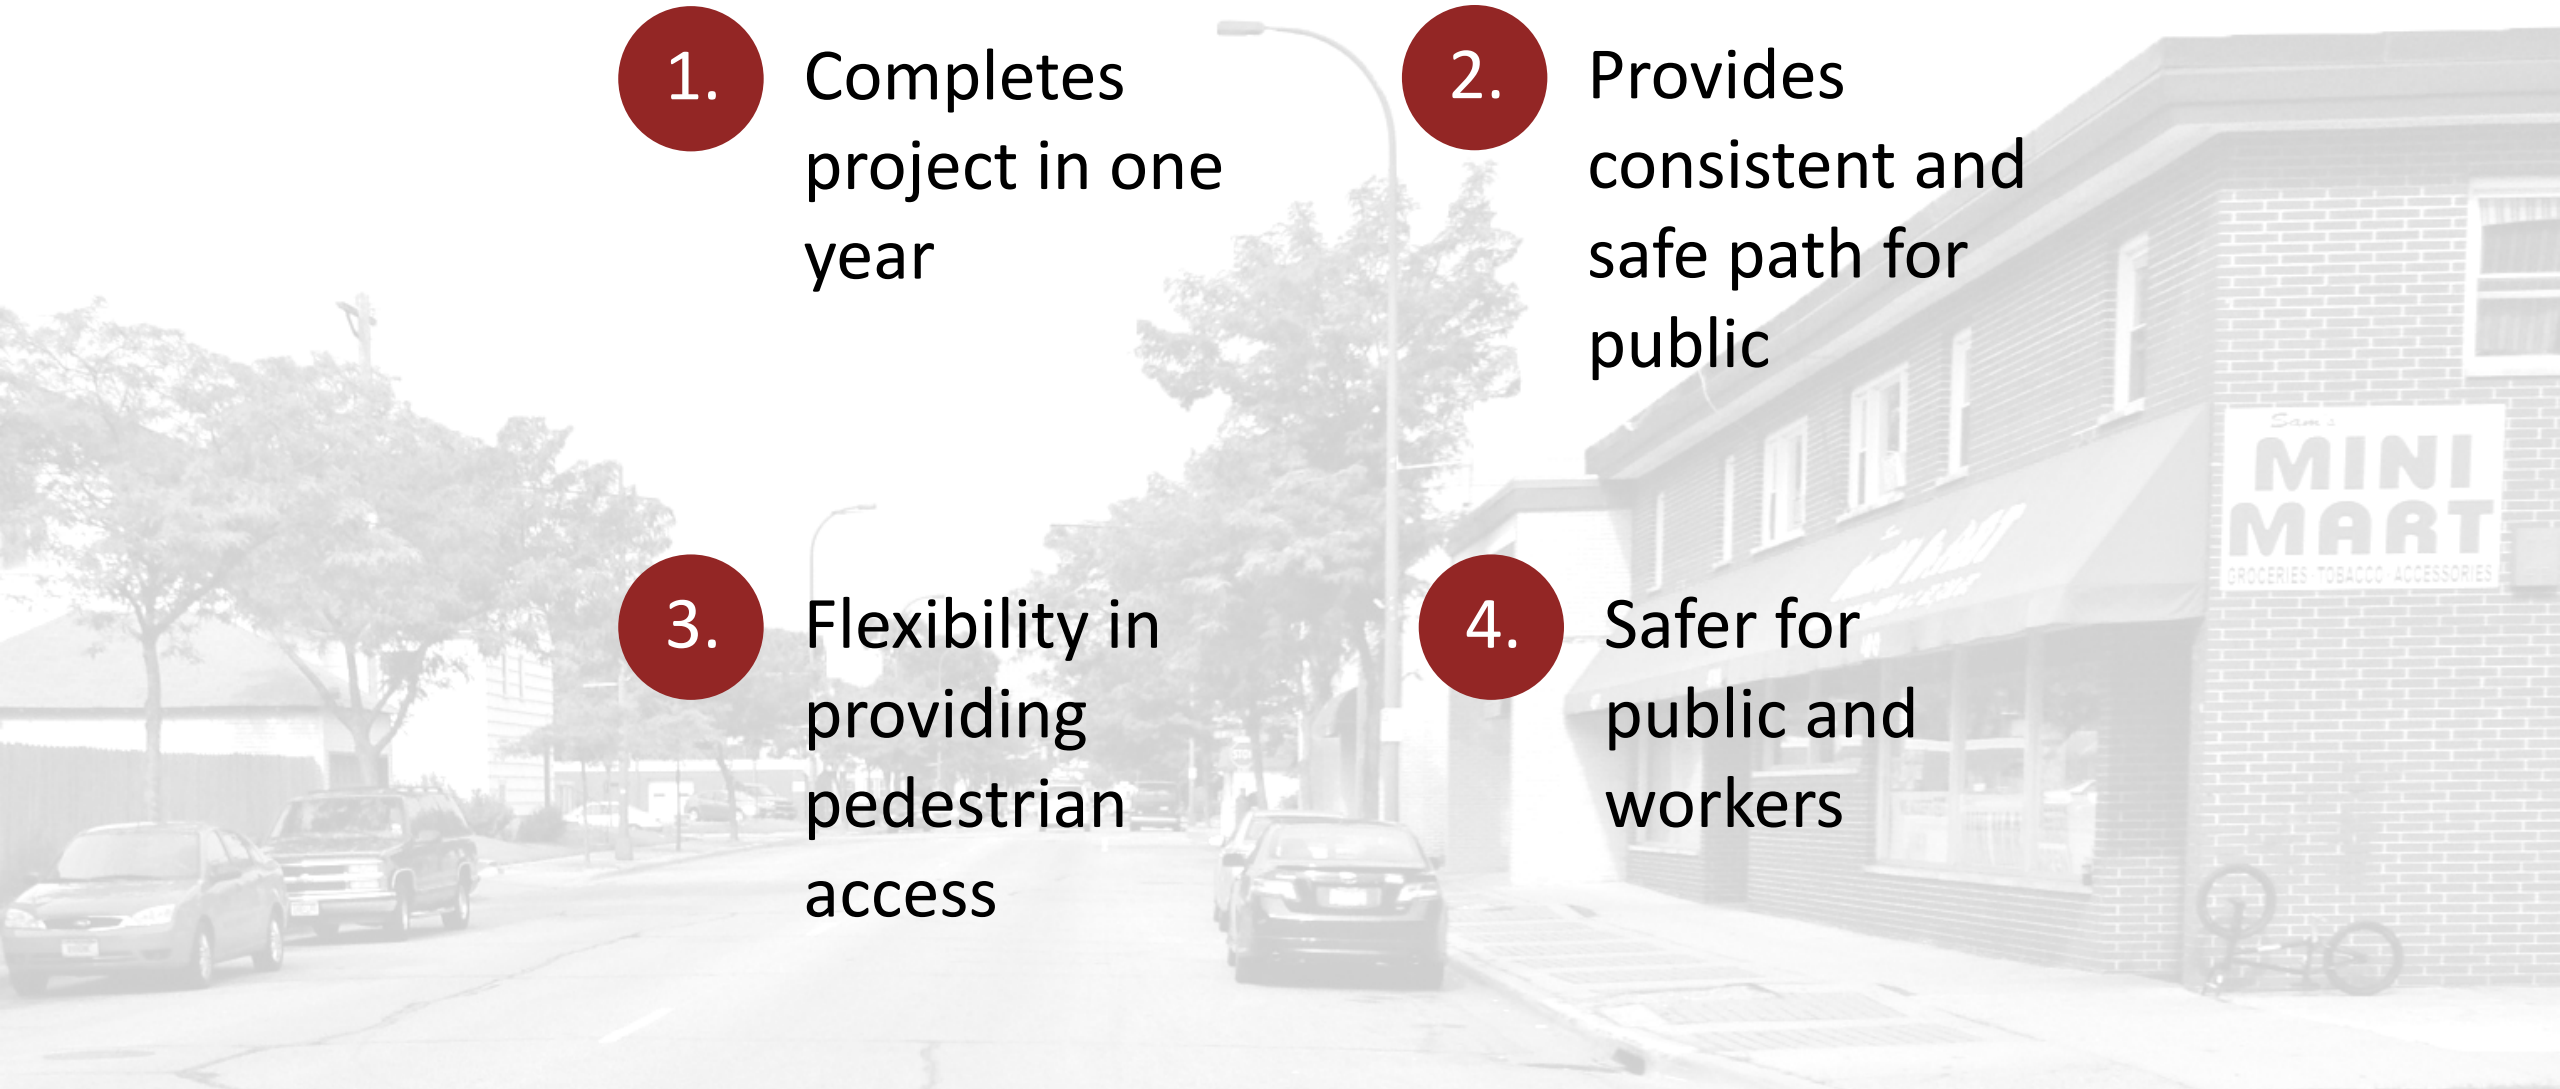 1.
Completes
project in one
year
2.
Provides
consistent and
safe path for
public
3.
Flexibility in
providing
pedestrian
access
4.
Safer for
public and
workers
Sam's
MINI
MART
GROCERIES · TOBACCO · ACCESSORIES